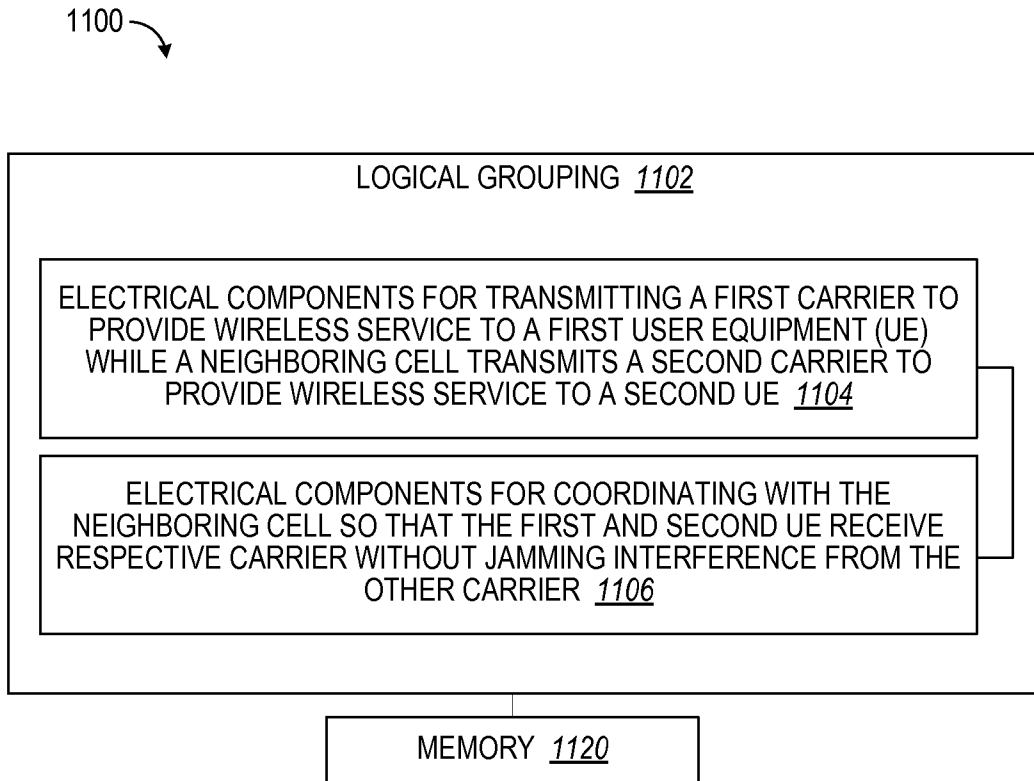 1100
LOGICAL GROUPING 1102
ELECTRICAL COMPONENTS FOR TRANSMITTING A FIRST CARRIER TO
PROVIDE WIRELESS SERVICE TO A FIRST USER EQUIPMENT (UE)
WHILE A NEIGHBORING CELL TRANSMITS A SECOND CARRIER TO
PROVIDE WIRELESS SERVICE TO A SECOND UE 1104
ELECTRICAL COMPONENTS FOR COORDINATING WITH THE
NEIGHBORING CELL SO THAT THE FIRST AND SECOND UE RECEIVE
RESPECTIVE CARRIER WITHOUT JAMMING INTERFERENCE FROM THE
OTHER CARRIER 1106
MEMORY 1120